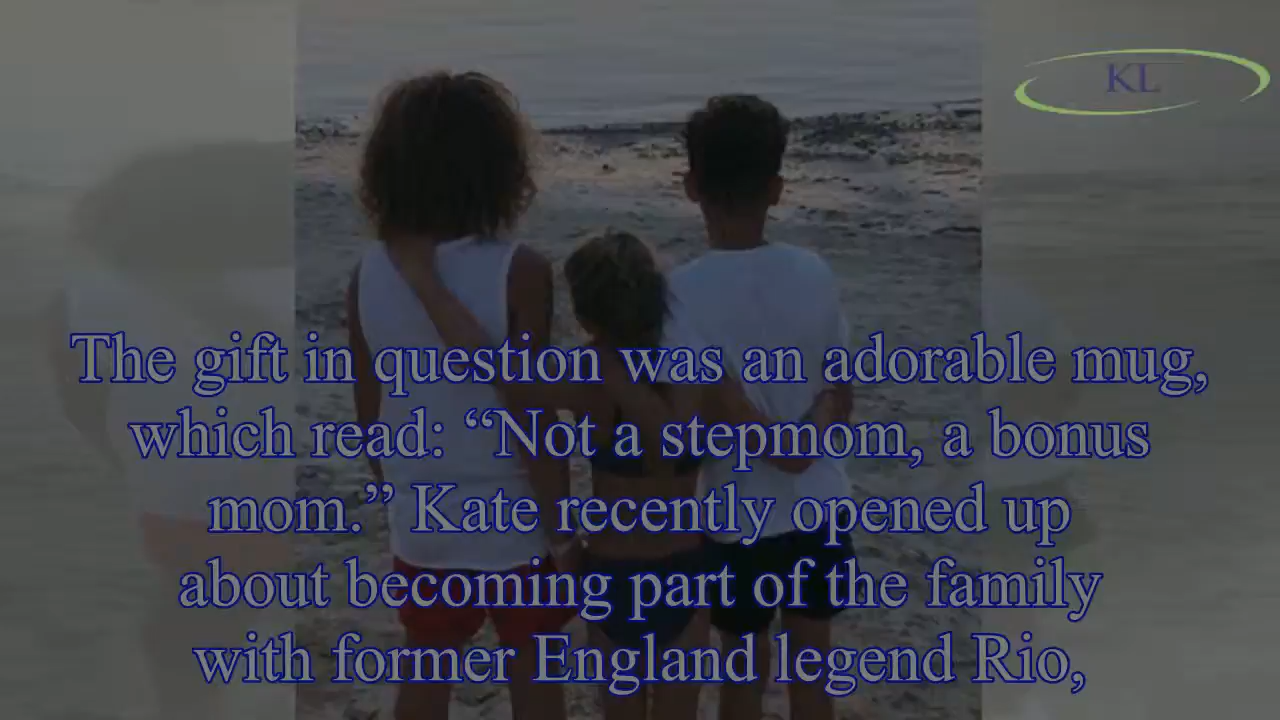 KL
The gift in question was an adorable mug,
which read: “Not a stepmom, a bonus
mom.” Kate recently opened up
about becoming part of the family
with former England legend Rio,